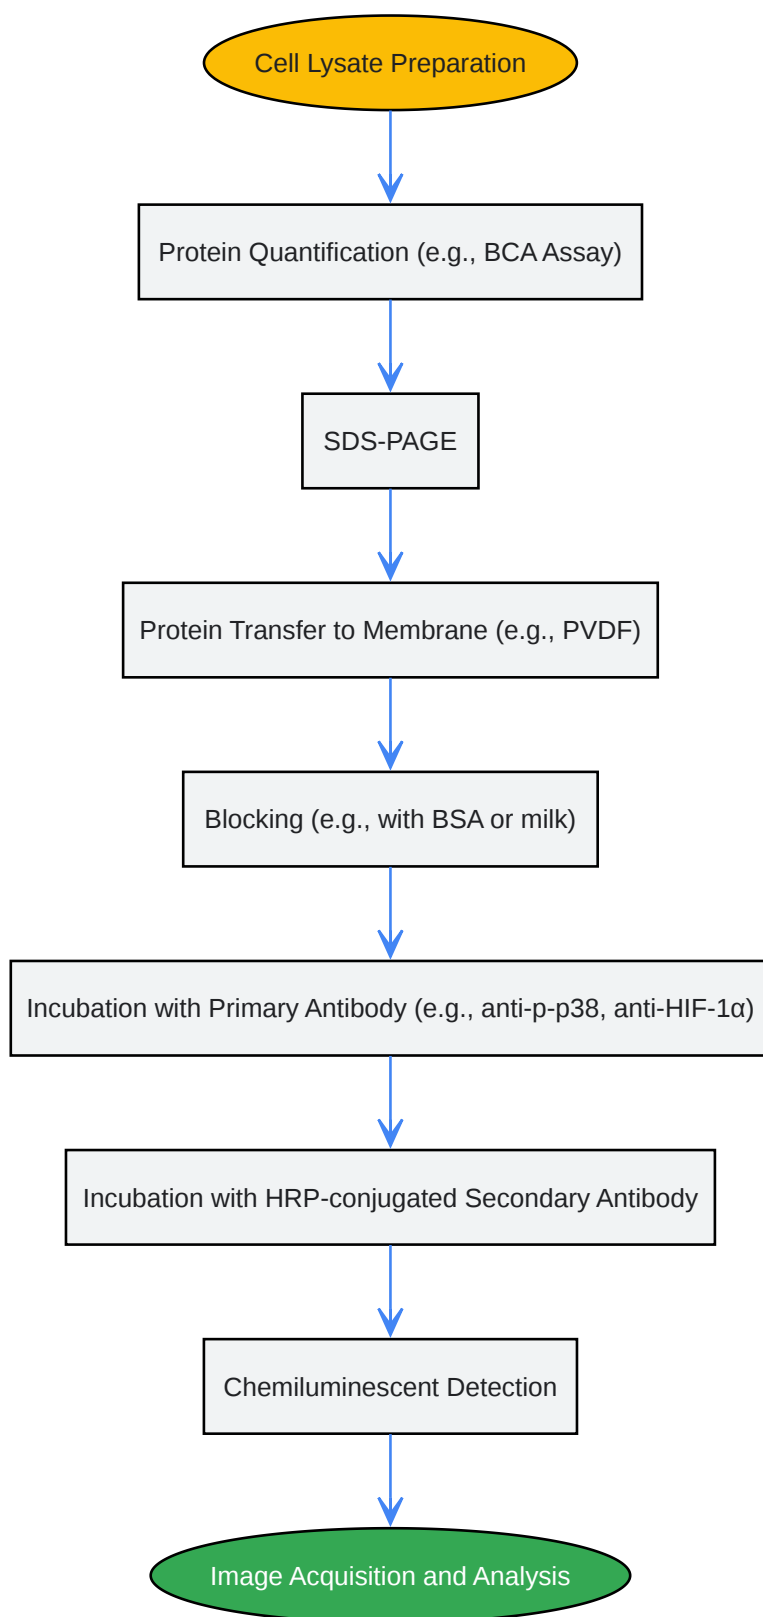 Cell Lysate Preparation
Protein Quantification (e.g., BCA Assay)
SDS-PAGE
Protein Transfer to Membrane (e.g., PVDF)
Blocking (e.g., with BSA or milk)
Incubation with Primary Antibody (e.g., anti-p-p38, anti-HIF-1α)
Incubation with HRP-conjugated Secondary Antibody
Chemiluminescent Detection
Image Acquisition and Analysis